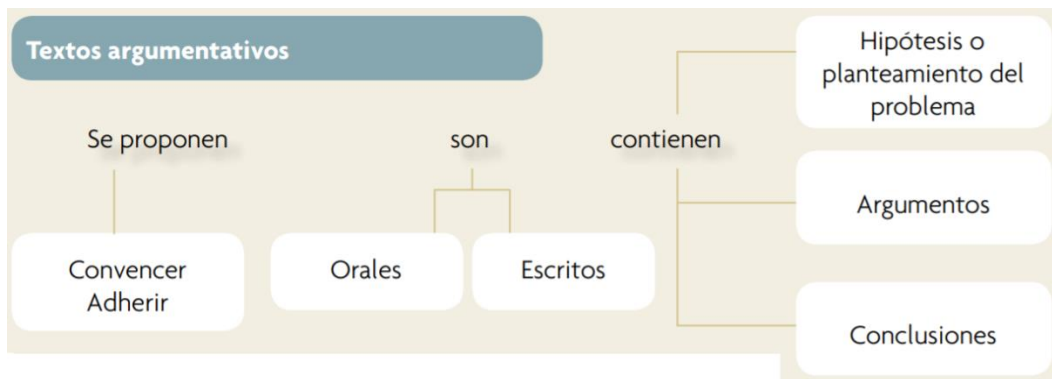 Textos argumentativos
Se proponen
Convencer
Adherir
son
Orales
Escritos
contienen
Hipótesis o
planteamiento del
problema
Argumentos
Conclusiones